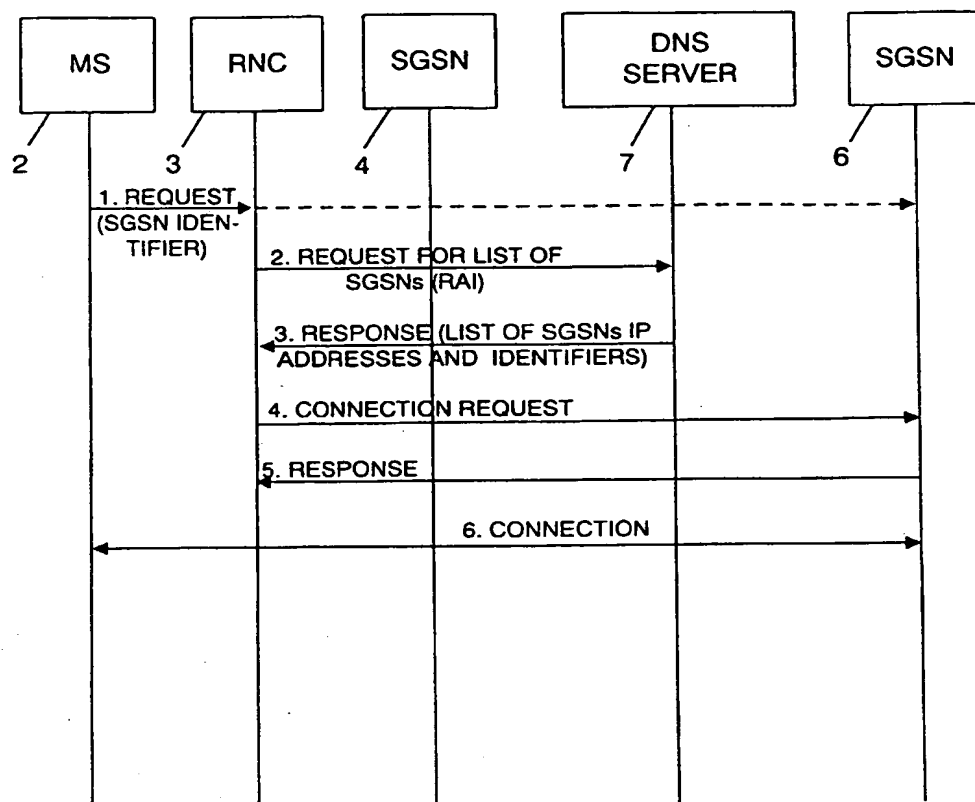 MS
RNC
SGSN
DNS
SERVER
SGSN
2
3
4
7
6
1. REQUEST
(SGSN IDEN-
TIFIER)
2. REQUEST FOR LIST OF
SGSNs (RAI)
3. RESPONSE (LIST OF SGSNs IP
ADDRESSES AND IDENTIFIERS)
4. CONNECTION REQUEST
5. RESPONSE
6. CONNECTION